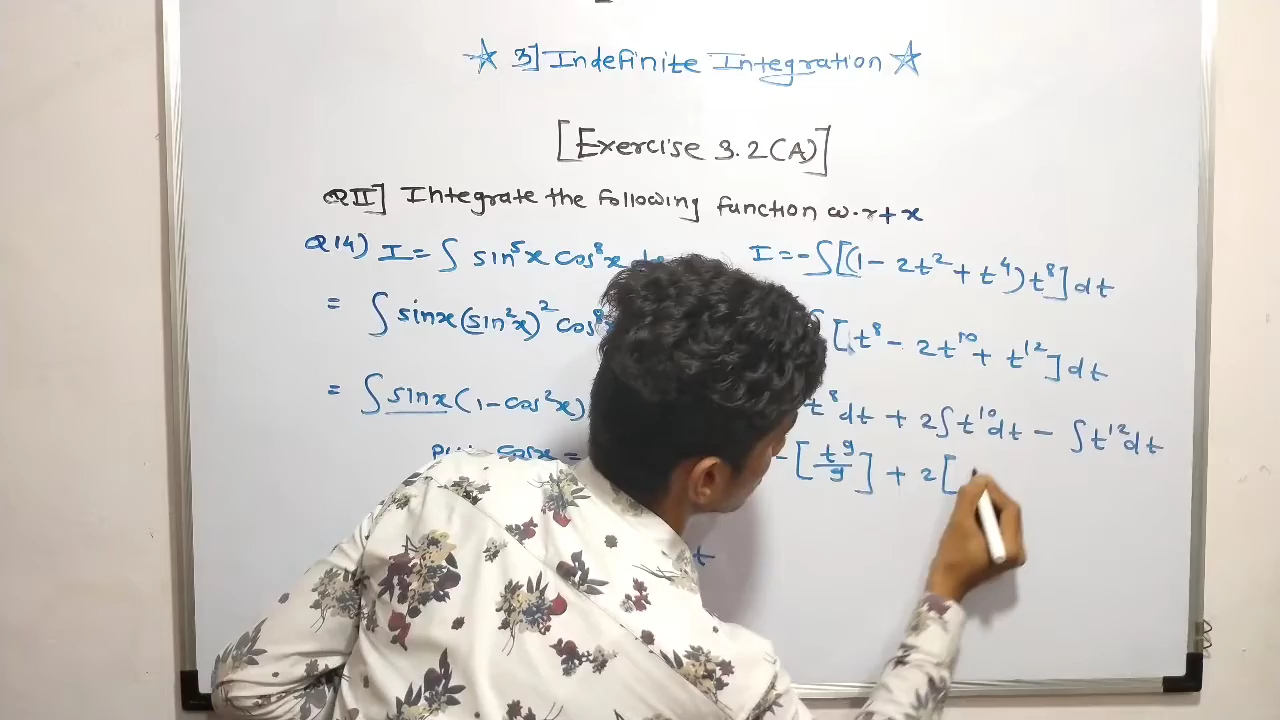 ☆ 3] Indefinite Integration ☆
[Exercise 3.2(A)]
QII] Integrate the following function w.r.t x
Q14) I = ∫ sin⁵x cos⁸x
= ∫ sinx (sin²x)² cos⁸
= ∫ sinx (1 - cos²x)
cosx =
t
I = -∫[(1 - 2t² + t⁴) t⁸] dt
[t⁸ - 2t¹⁰ + t¹²] dt
t⁸ dt + 2∫t¹⁰ dt - ∫t¹² dt
- [t⁹/9] + 2[